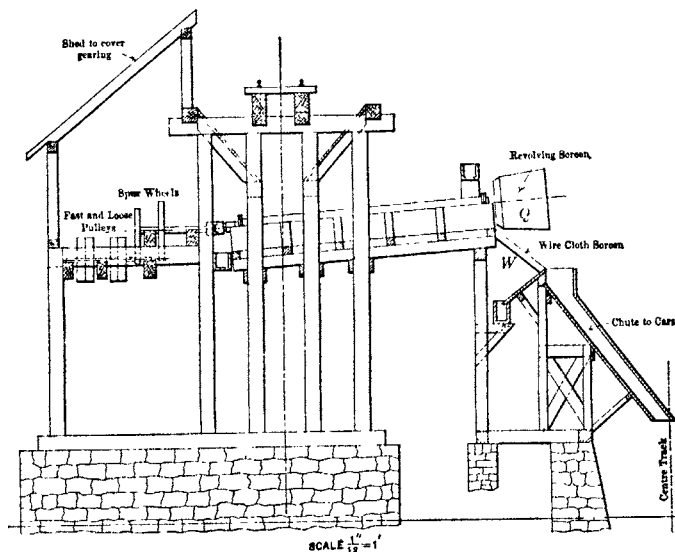 Shed to cover
gearing
Revolving Screen,
Q
Spur Wheels
Fast and Loose
Pulleys
Wire Cloth Screen
W
Chute to Cars
Centre Track
SCALE 1"/12 = 1'